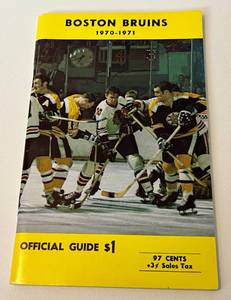 BOSTON BRUINS
1970-1971
OFFICIAL GUIDE $1
97 CENTS
+3¢ Sales Tax